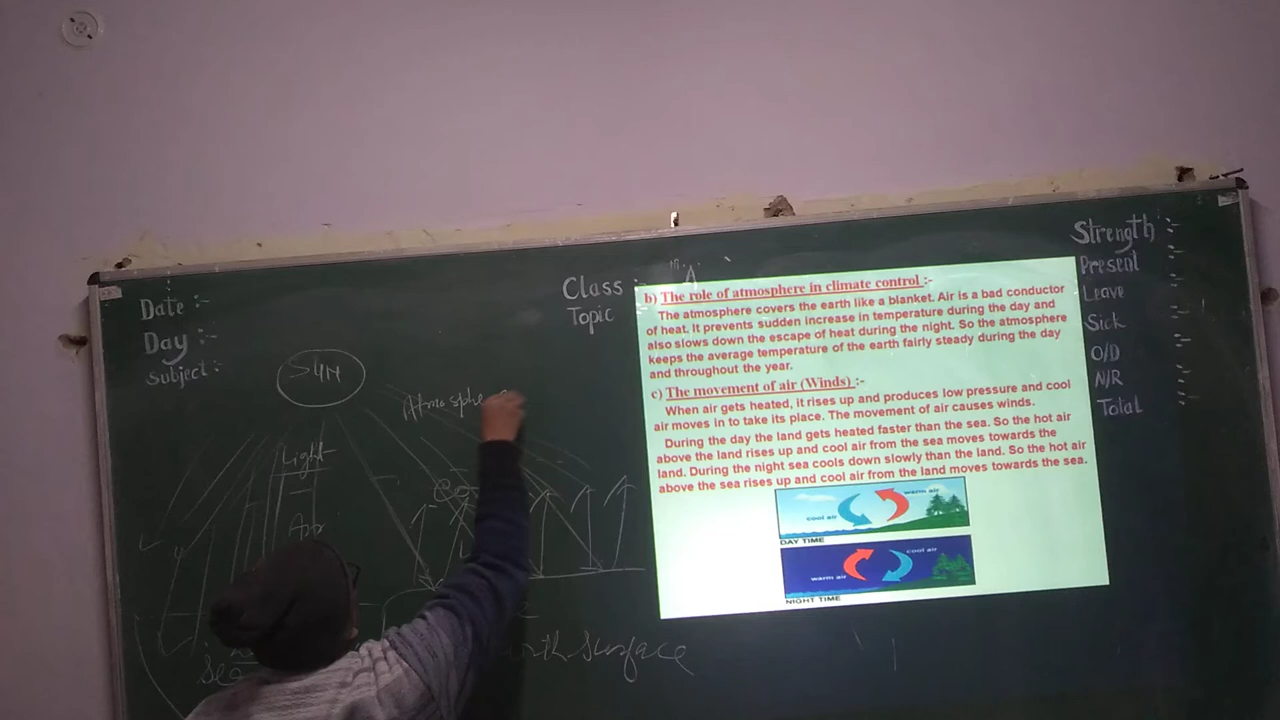 Date :-
Day :-
Subject :-
Class :- A
Topic
Strength :-
Present
Leave
Sick
O/D
N/R
Total
SUN
Light
Atmosphe
Sea
rth surface
b) The role of atmosphere in climate control :-
The atmosphere covers the earth like a blanket. Air is a bad conductor
of heat. It prevents sudden increase in temperature during the day and
also slows down the escape of heat during the night. So the atmosphere
keeps the average temperature of the earth fairly steady during the day
and throughout the year.
c) The movement of air (Winds) :-
When air gets heated, it rises up and produces low pressure and cool
air moves in to take its place. The movement of air causes winds.
During the day the land gets heated faster than the sea. So the hot air
above the land rises up and cool air from the sea moves towards the
land. During the night sea cools down slowly than the land. So the hot air
above the sea rises up and cool air from the land moves towards the sea.
warm air
cool air
DAY TIME
cool air
warm air
NIGHT TIME